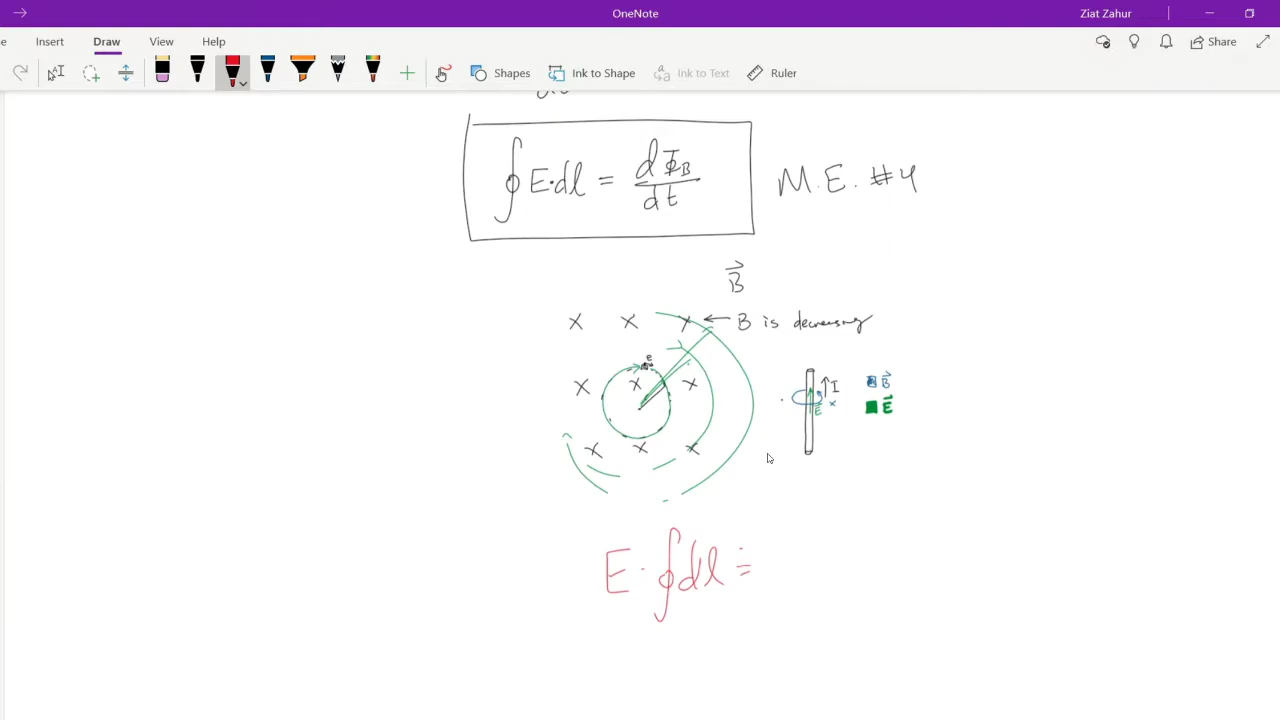 OneNote
Ziat Zahur
Insert Draw View Help
Share
Shapes Ink to Shape Ink to Text Ruler
∮E·dl = dΦB/dt M.E. #4
B⃗
X X X ← B is decreasing
e
X X X ↑I B⃗
E x E⃗
X X X
E·∮dl =